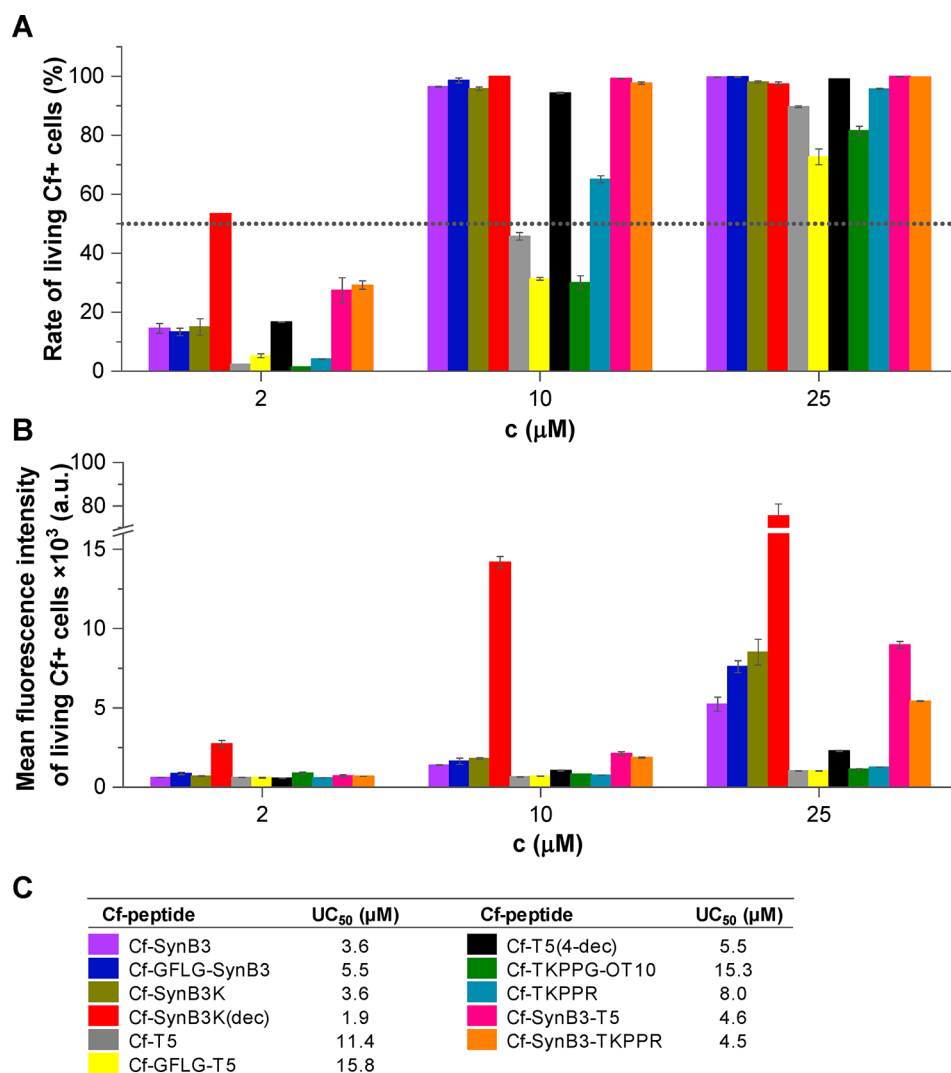 A
Rate of living Cf+ cells (%)
100
80
60
40
20
0
2
10
25
c (μM)
B
Mean fluorescence intensity
of living Cf+ cells ×10³ (a.u.)
100
80
15
10
5
0
2
10
25
c (μM)
C
Cf-peptide UC₅₀ (μM) Cf-peptide UC₅₀ (μM)
Cf-SynB3 3.6 Cf-T5(4-dec) 5.5
Cf-GFLG-SynB3 5.5 Cf-TKPPG-OT10 15.3
Cf-SynB3K 3.6 Cf-TKPPR 8.0
Cf-SynB3K(dec) 1.9 Cf-SynB3-T5 4.6
Cf-T5 11.4 Cf-SynB3-TKPPR 4.5
Cf-GFLG-T5 15.8